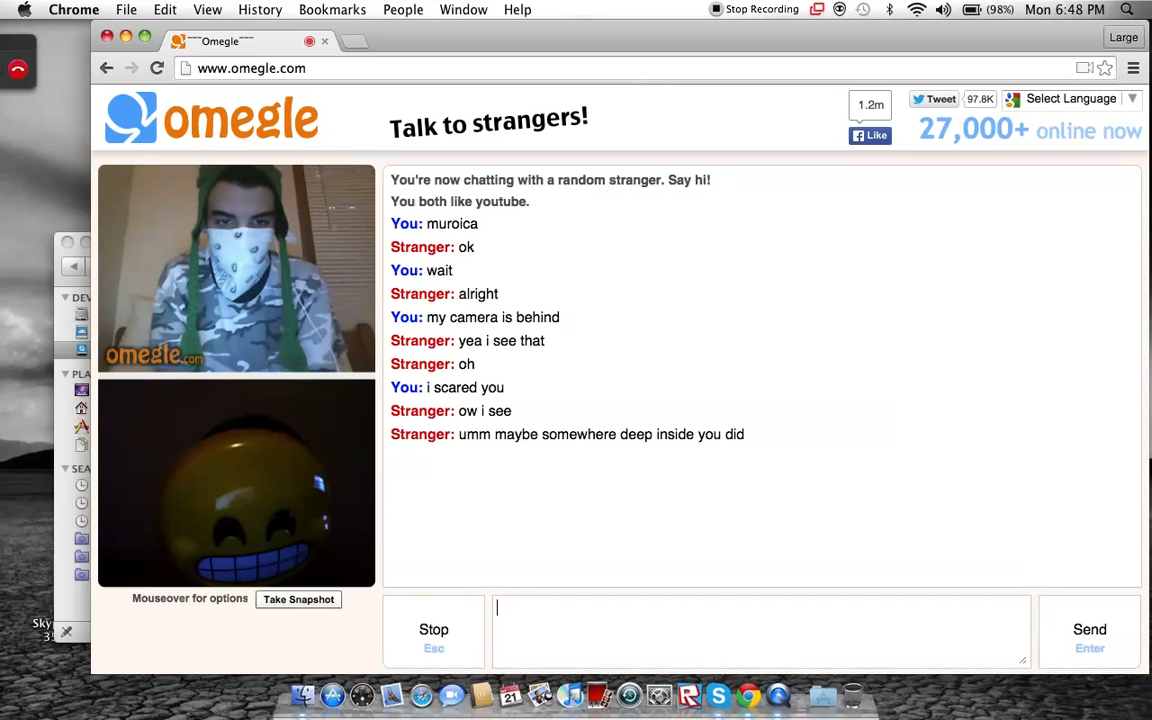 Chrome File Edit View History Bookmarks People Window Help Stop Recording (98%) Mon 6:48 PM
Omegle
Large
www.omegle.com
omegle Talk to strangers!
1.2m
Like
Tweet 97.8K Select Language
27,000+ online now
omegle.com
You're now chatting with a random stranger. Say hi!
You both like youtube.
You: muroica
Stranger: ok
You: wait
Stranger: alright
You: my camera is behind
Stranger: yea i see that
Stranger: oh
You: i scared you
Stranger: ow i see
Stranger: umm maybe somewhere deep inside you did
DEV
PLA
SEA
Mouseover for options Take Snapshot
Stop
Esc
Send
Enter
21